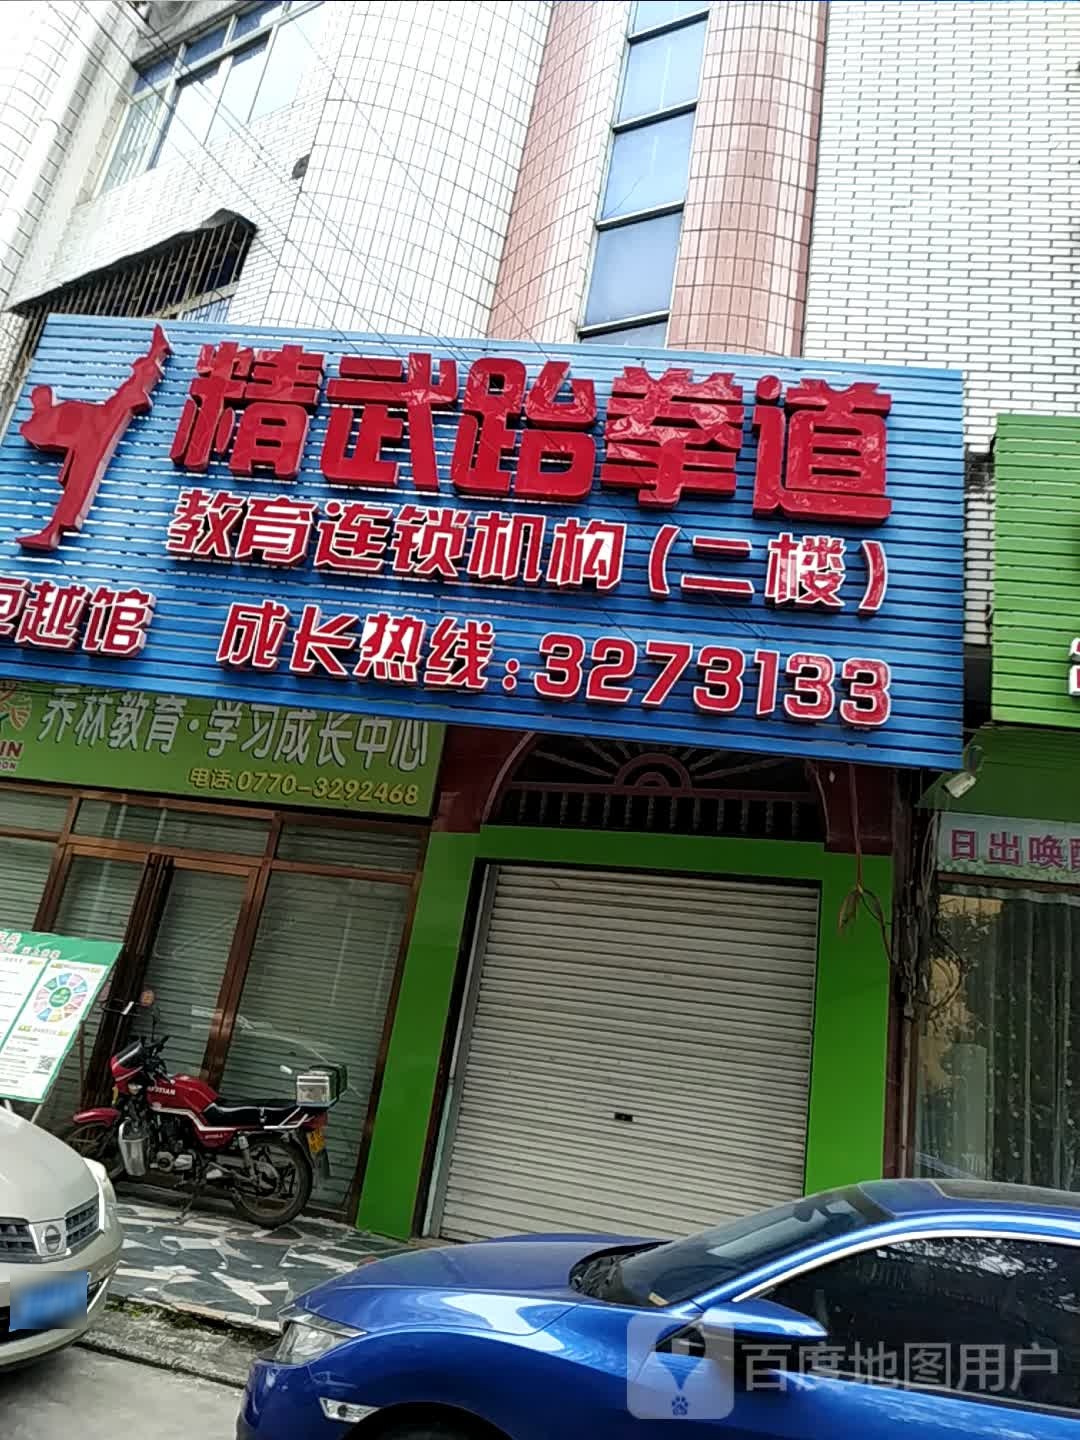 精武跆拳道
教育连锁机构(二楼)
卓越馆 成长热线:3273133
乔林教育·学习成长中心
电话:0770-3292468
日出唤醒
百度地图用户